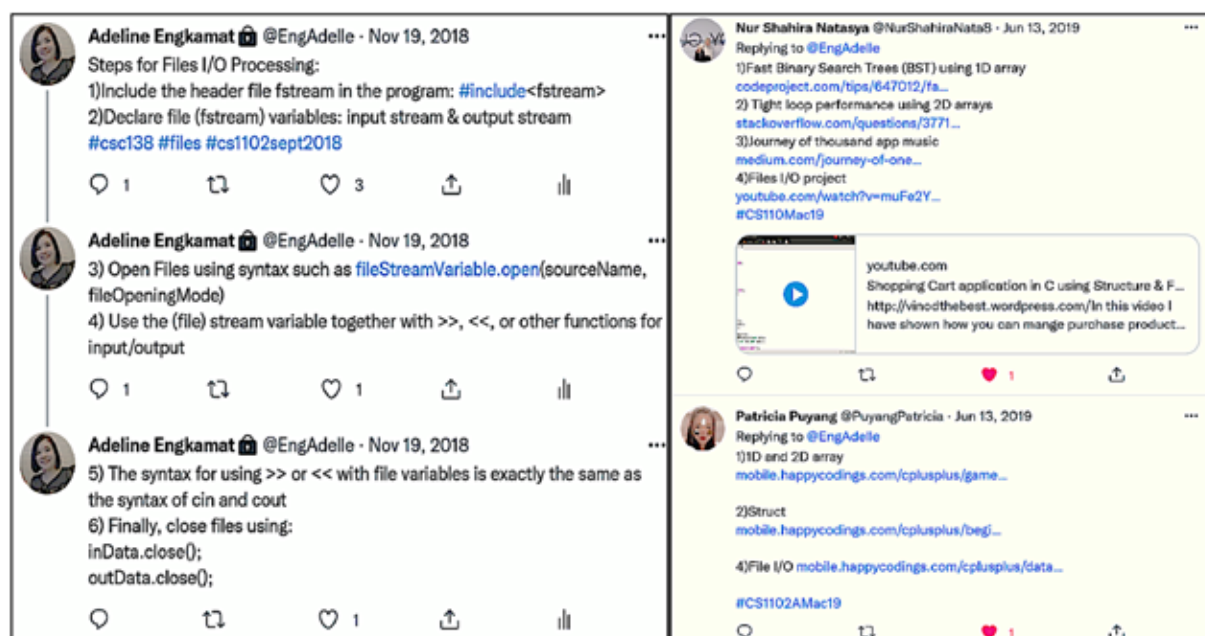 Adeline Engkamat @EngAdelle · Nov 19, 2018
Steps for Files I/O Processing:
1)Include the header file fstream in the program: #include<fstream>
2)Declare file (fstream) variables: input stream & output stream
#csc138 #files #cs1102sept2018
1 3
Adeline Engkamat @EngAdelle · Nov 19, 2018
3) Open Files using syntax such as fileStreamVariable.open(sourceName,
fileOpeningMode)
4) Use the (file) stream variable together with >>, <<, or other functions for
input/output
1 1
Adeline Engkamat @EngAdelle · Nov 19, 2018
5) The syntax for using >> or << with file variables is exactly the same as
the syntax of cin and cout
6) Finally, close files using:
inData.close();
outData.close();
1
Nur Shahira Natasya @NurShahiraNata8 · Jun 13, 2019
Replying to @EngAdelle
1)Fast Binary Search Trees (BST) using 1D array
codeproject.com/tips/647012/fa...
2) Tight loop performance using 2D arrays
stackoverflow.com/questions/3771...
3)Journey of thousand app music
medium.com/journey-of-one...
4)Files I/O project
youtube.com/watch?v=muFe2Y...
#CS110Mac19
youtube.com
Shopping Cart application in C using Structure & F...
http://vinodthebest.wordpress.com/In this video I
have shown how you can mange purchase product...
1
Patricia Puyang @PuyangPatricia · Jun 13, 2019
Replying to @EngAdelle
1)1D and 2D array
mobile.happycodings.com/cplusplus/game...
2)Struct
mobile.happycodings.com/cplusplus/begi...
4)File I/O mobile.happycodings.com/cplusplus/data...
#CS1102AMac19
1